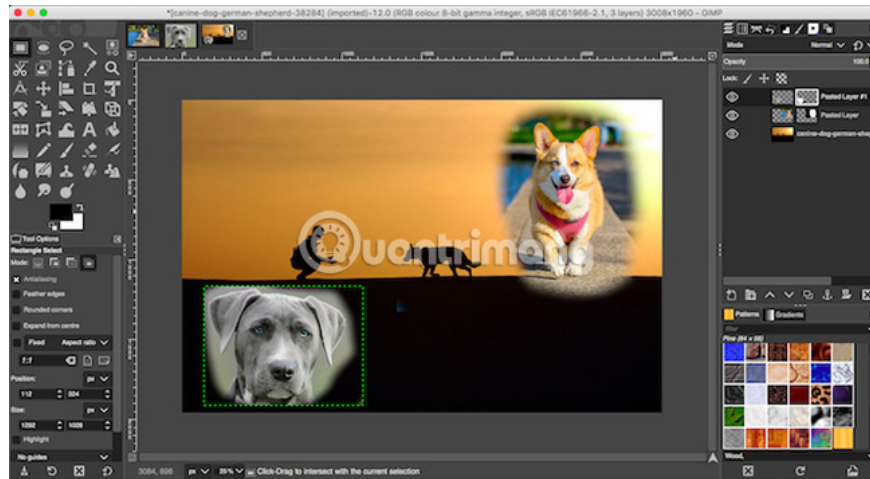 *[canine-dog-german-shepherd-38284] (imported)-12.0 (RGB colour 8-bit gamma integer, sRGB IEC61966-2.1, 3 layers) 3008x1960 – GIMP
Mode Normal
Opacity 100.0
Lock:
Pasted Layer #1
Pasted Layer
canine-dog-german-shep
Quantrimang
Tool Options
Rectangle Select
Mode:
Antialiasing
Feather edges
Rounded corners
Expand from centre
Fixed Aspect ratio
1:1
Position: px
112 324
Size: px
1292 1028
Highlight
No guides
Patterns Gradients
filter
Pine (64 x 56)
Wood,
3084, 698 px 25% Click-Drag to intersect with the current selection